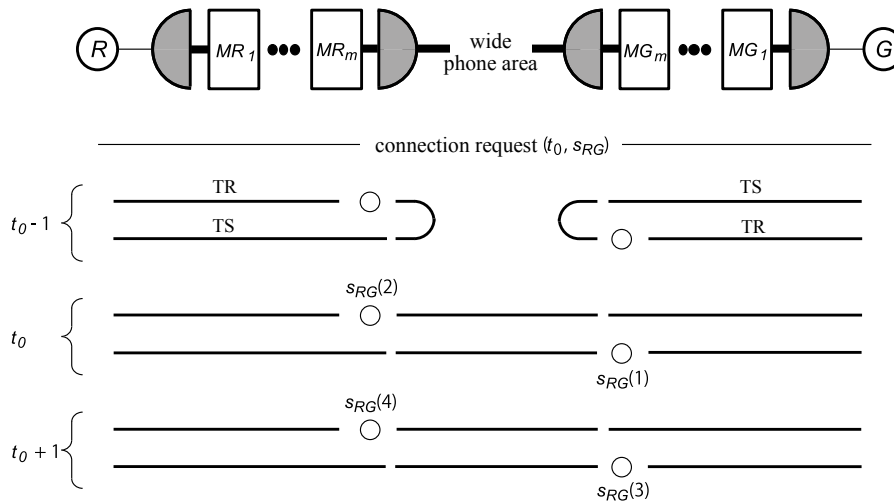 R MR1 ●●● MRm wide phone area MGm ●●● MG1 G
connection request (t0, sRG)
TR TS
t0-1
TS TR
sRG(2)
t0
sRG(1)
sRG(4)
t0+1
sRG(3)